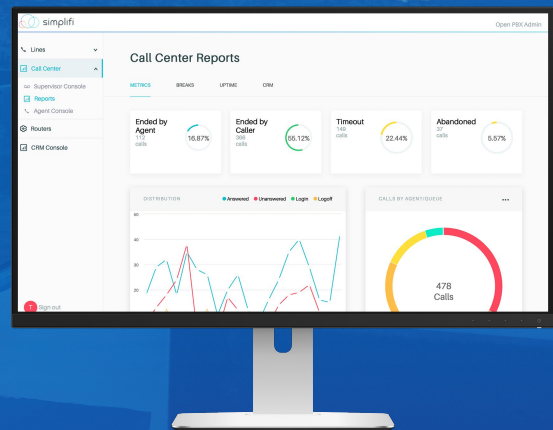 simplifi
Open PBX Admin
Lines
Call Center
Supervisor Console
Reports
Agent Console
Routers
CRM Console
T Sign out
Call Center Reports
METRICS BREAKS UPTIME CRM
Ended by
Agent
112
calls
16.87%
Ended by
Caller
366
calls
55.12%
Timeout
149
calls
22.44%
Abandoned
37
calls
5.57%
DISTRIBUTION
Answered Unanswered Login Logoff
50
40
30
20
CALLS BY AGENT/QUEUE
478
Calls